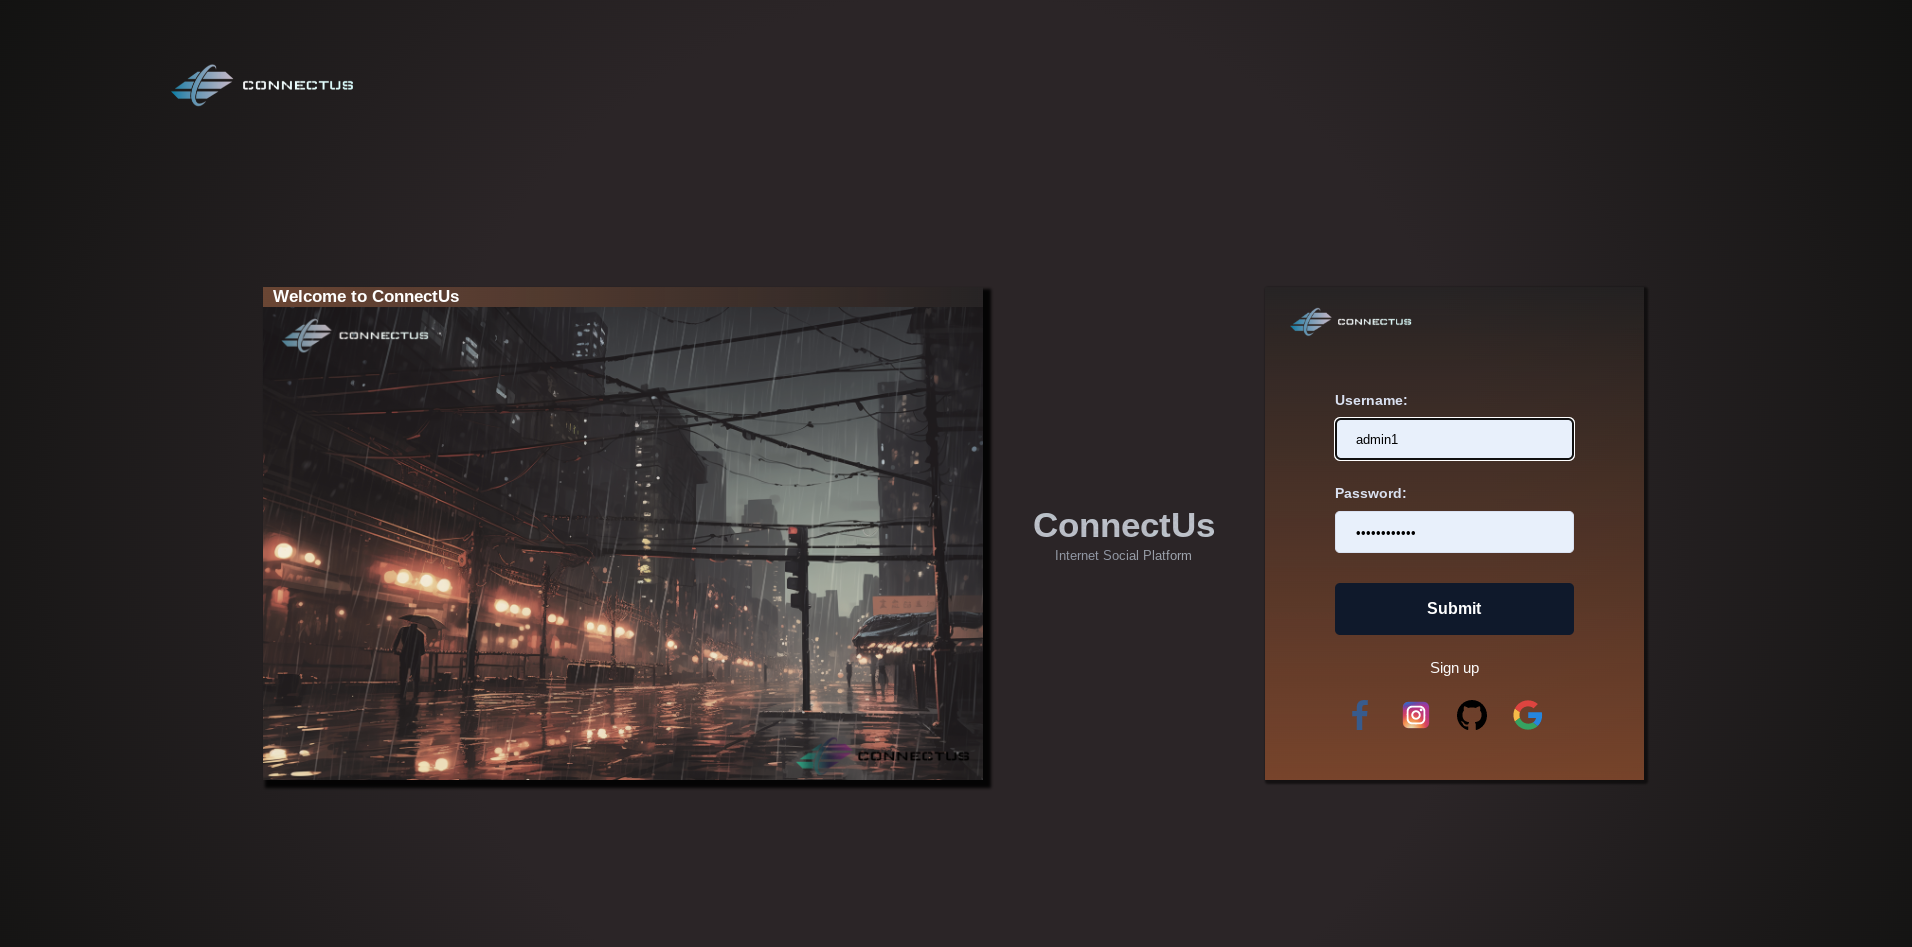 CONNECTUS
Welcome to ConnectUs
CONNECTUS
CONNECTUS
ConnectUs
Internet Social Platform
CONNECTUS
Username:
admin1
Password:
••••••••••••
Submit
Sign up